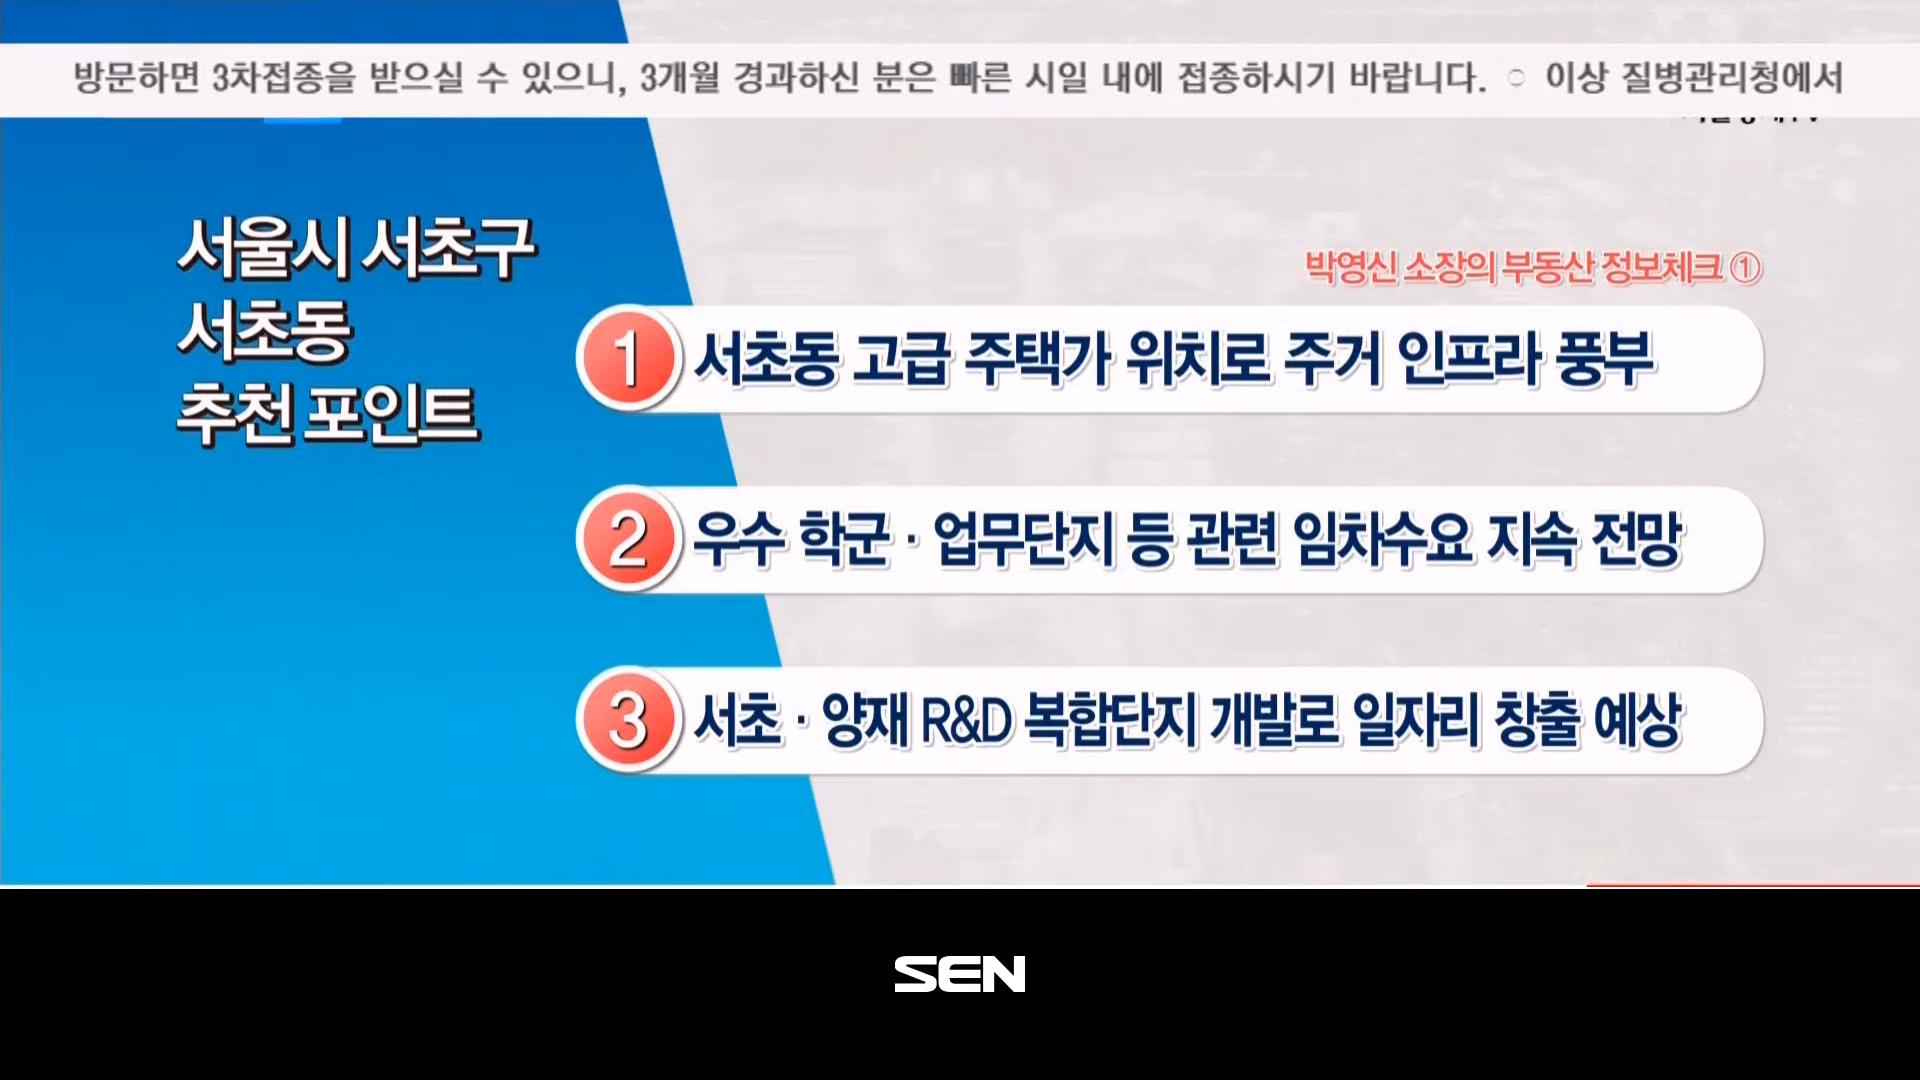 방문하면 3차접종을 받으실 수 있으니, 3개월 경과하신 분은 빠른 시일 내에 접종하시기 바랍니다. ○ 이상 질병관리청에서
서울시 서초구
서초동
추천 포인트
박영신 소장의 부동산 정보체크 ①
1 서초동 고급 주택가 위치로 주거 인프라 풍부
2 우수 학군 · 업무단지 등 관련 임차수요 지속 전망
3 서초 · 양재 R&D 복합단지 개발로 일자리 창출 예상
SEN